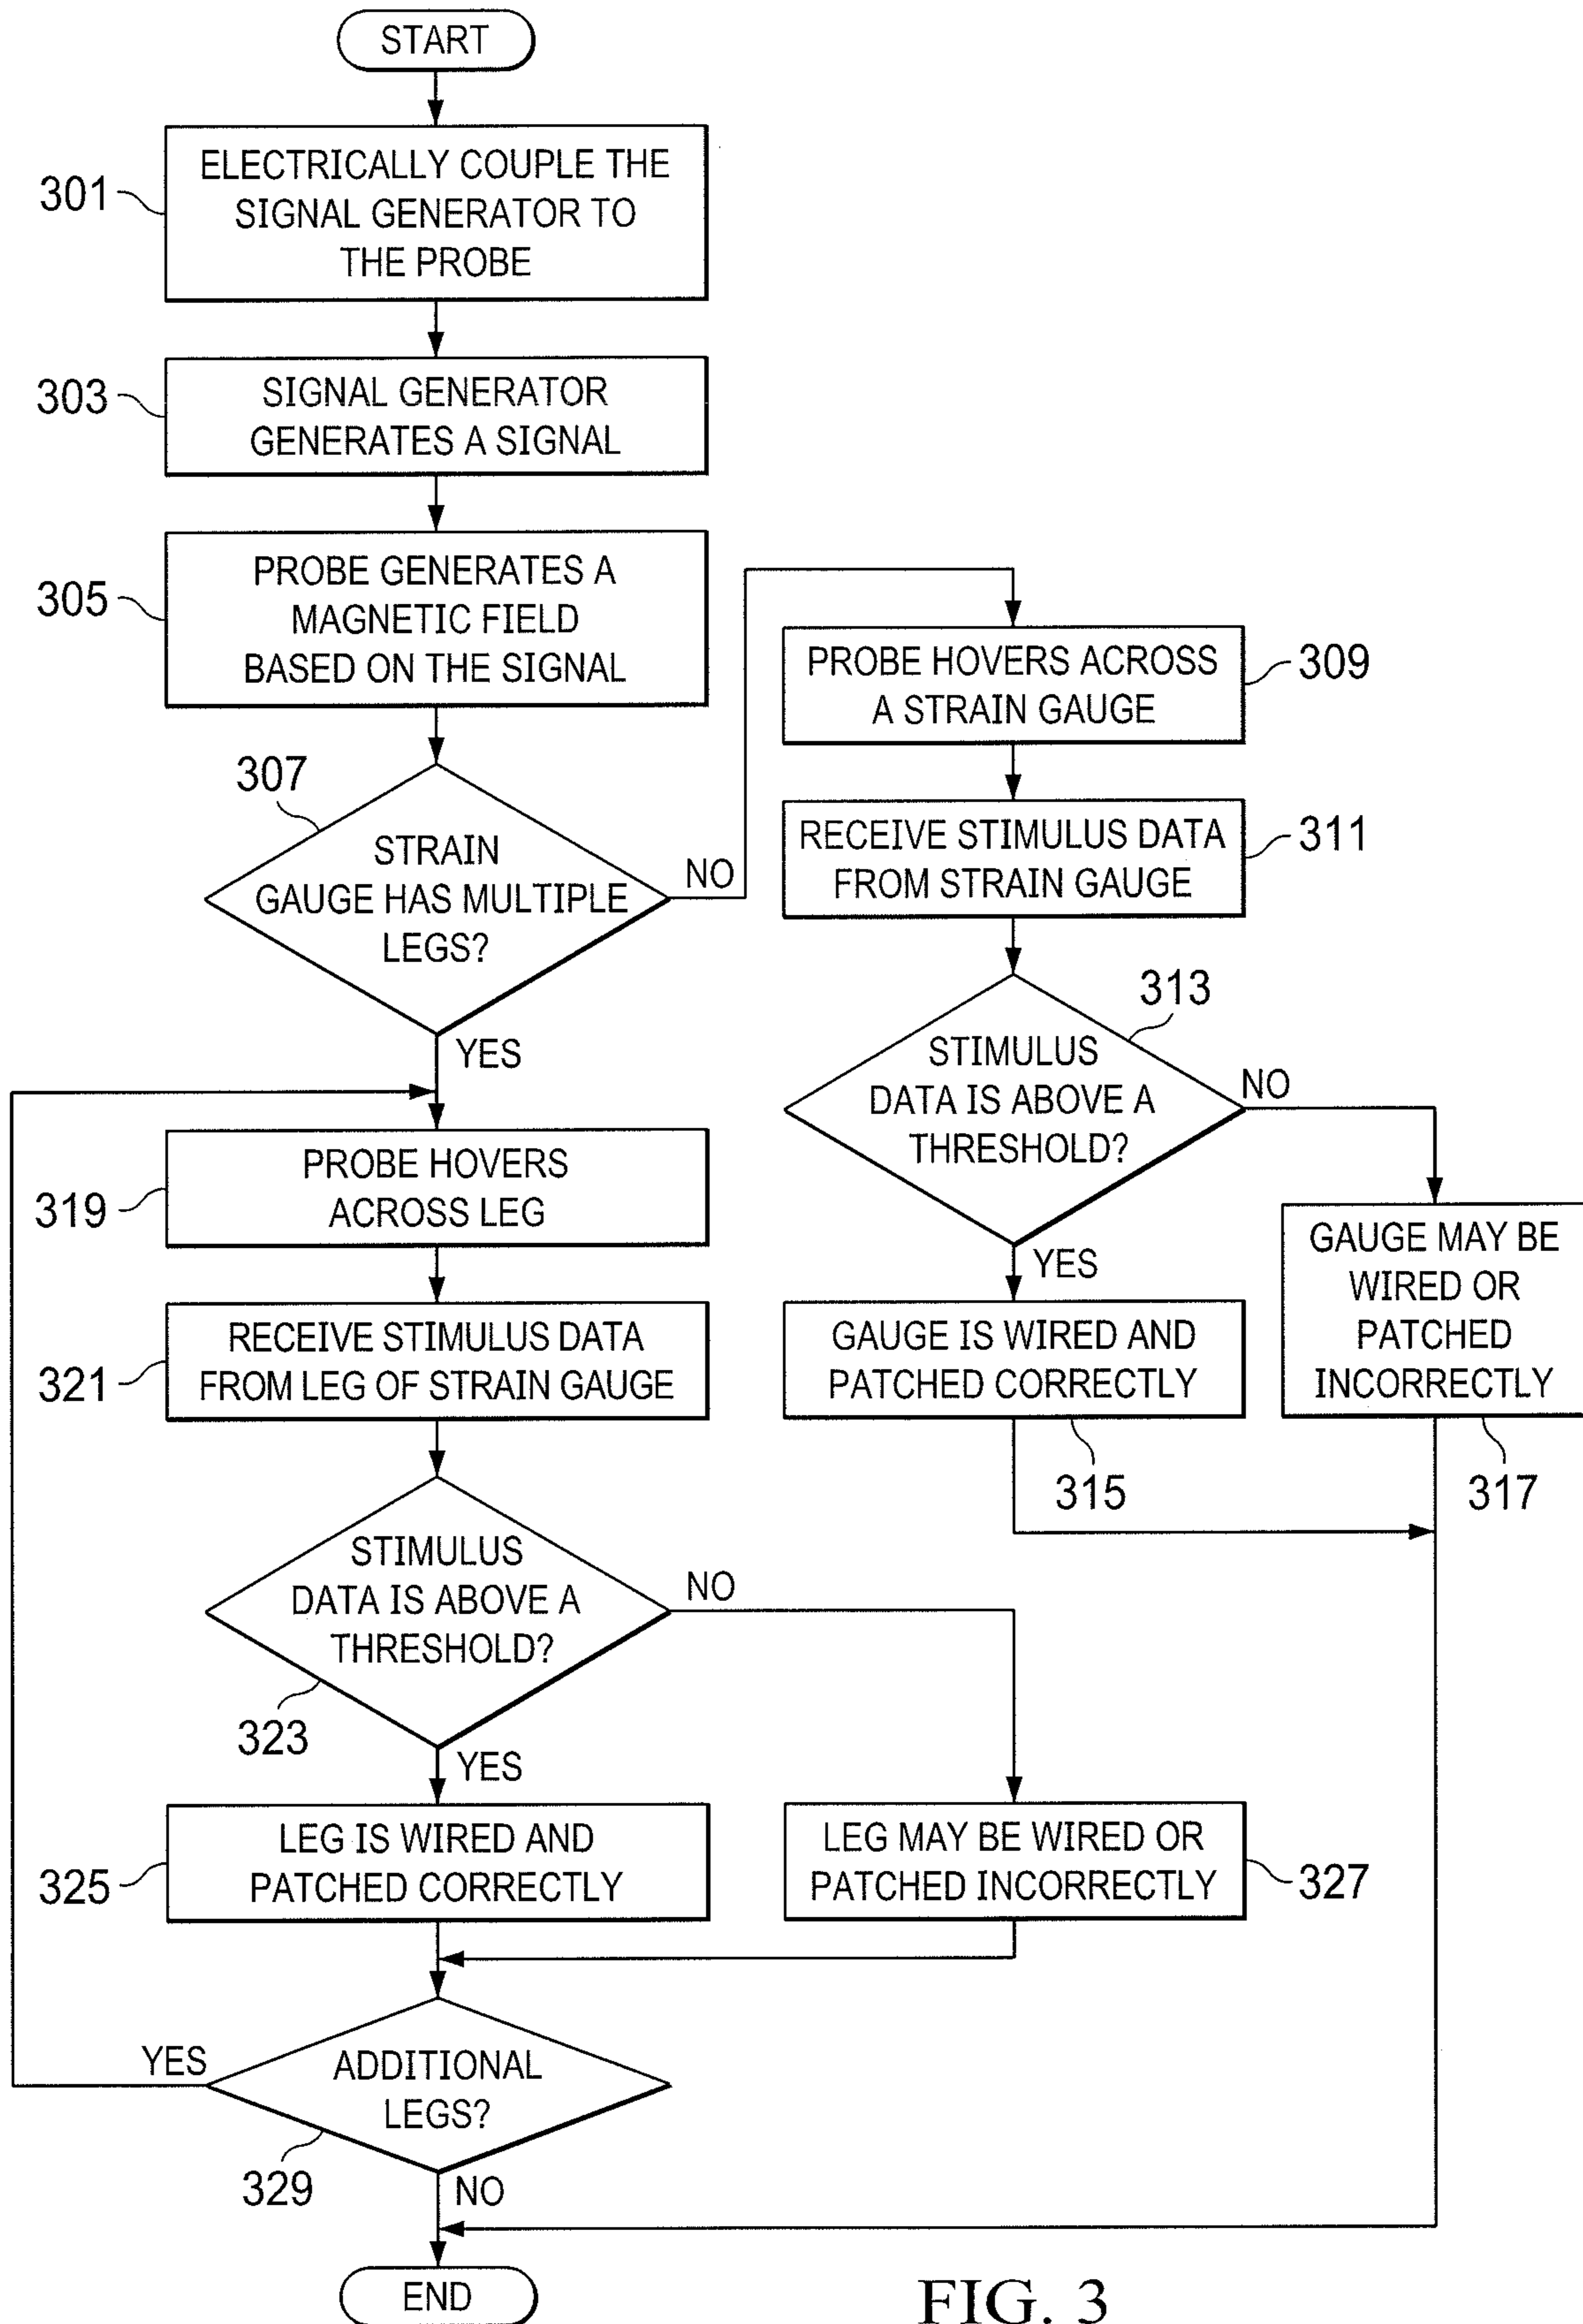 START
301
ELECTRICALLY COUPLE THE
SIGNAL GENERATOR TO
THE PROBE
303
SIGNAL GENERATOR
GENERATES A SIGNAL
305
PROBE GENERATES A
MAGNETIC FIELD
BASED ON THE SIGNAL
307
STRAIN
GAUGE HAS MULTIPLE
LEGS?
NO
YES
PROBE HOVERS ACROSS
A STRAIN GAUGE
309
RECEIVE STIMULUS DATA
FROM STRAIN GAUGE
311
313
STIMULUS
DATA IS ABOVE A
THRESHOLD?
NO
YES
GAUGE IS WIRED AND
PATCHED CORRECTLY
315
GAUGE MAY BE
WIRED OR
PATCHED
INCORRECTLY
317
319
PROBE HOVERS
ACROSS LEG
321
RECEIVE STIMULUS DATA
FROM LEG OF STRAIN GAUGE
STIMULUS
DATA IS ABOVE A
THRESHOLD?
323
NO
YES
325
LEG IS WIRED AND
PATCHED CORRECTLY
LEG MAY BE WIRED OR
PATCHED INCORRECTLY
327
YES
ADDITIONAL
LEGS?
329
NO
END
FIG. 3